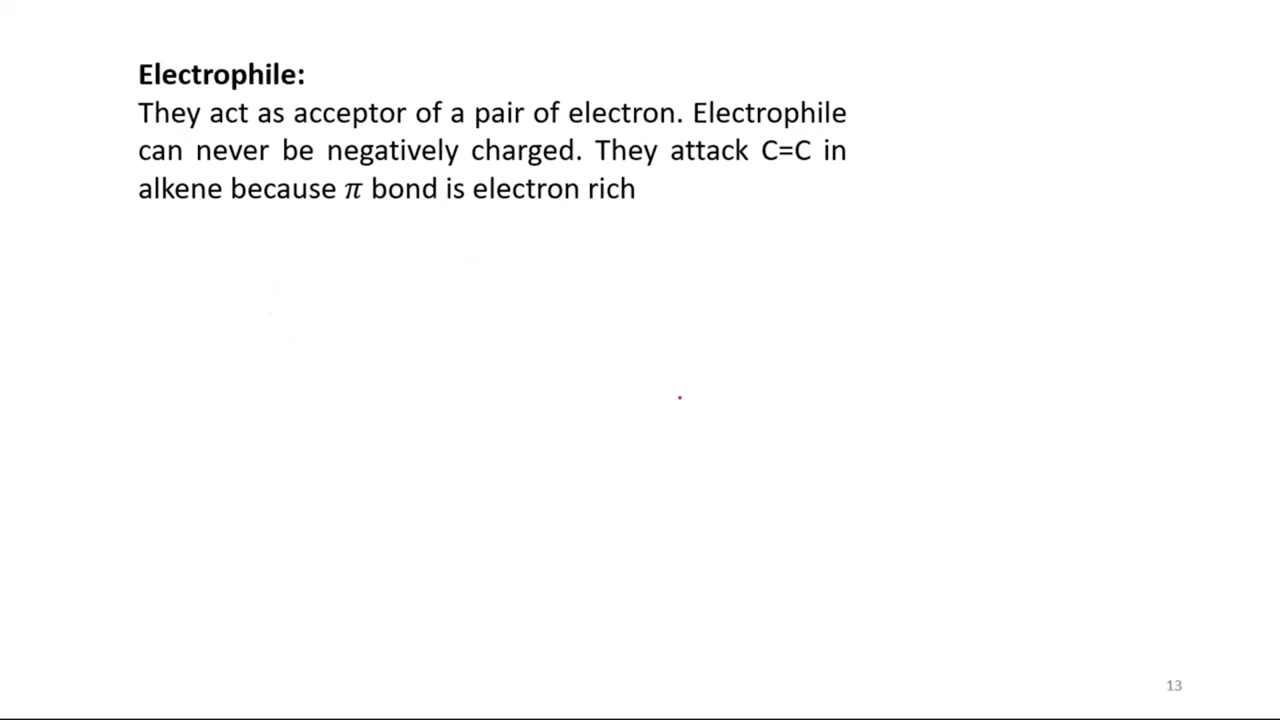 Electrophile:
They act as acceptor of a pair of electron. Electrophile
can never be negatively charged. They attack C=C in
alkene because π bond is electron rich
13